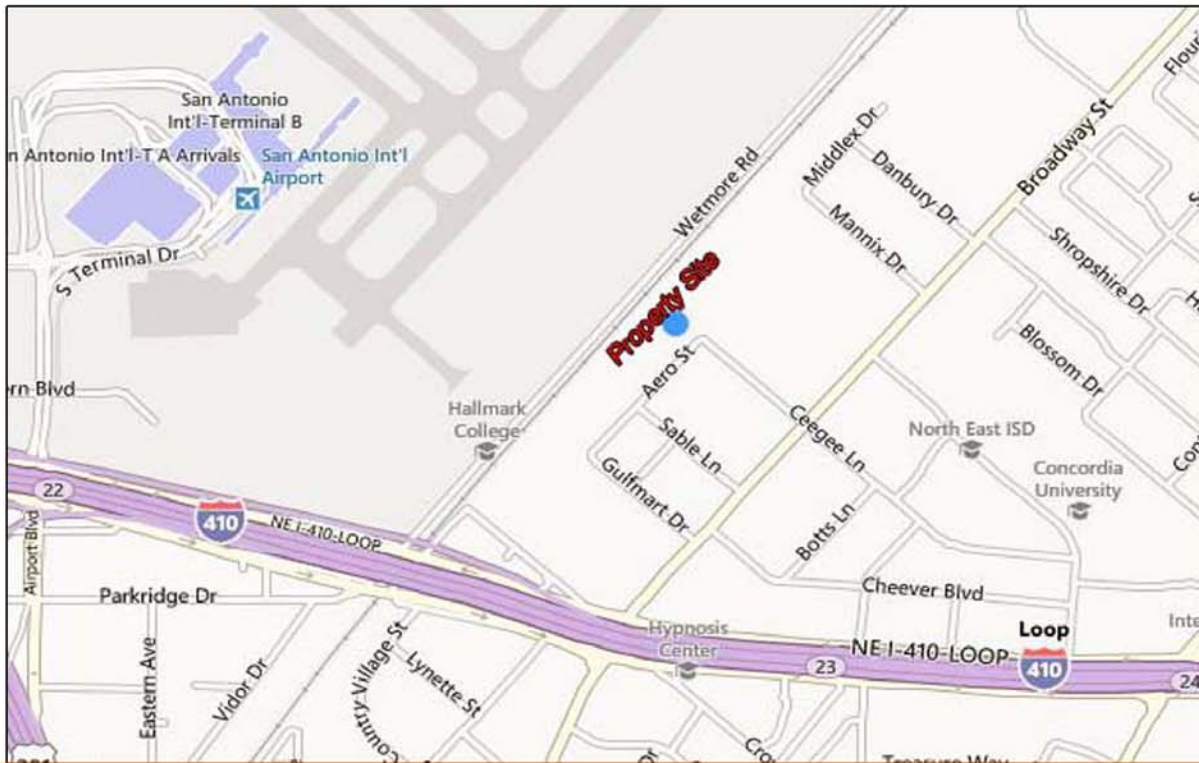 San Antonio
Int'l-Terminal B
n Antonio Int'l-T A Arrivals
San Antonio Int'l
Airport
S Terminal Dr
Wetmore Rd
Middlex Dr
Danbury Dr
Mannix Dr
Broadway St
Shropshire Dr
Blossom Dr
Property Site
Aero St
Hallmark
College
Sable Ln
Gulfmart Dr
Ceegee Ln
Botts Ln
North East ISD
Concordia
University
ern Blvd
22
410
NE I-410-LOOP
Airport Blvd
Parkridge Dr
Cheever Blvd
Eastern Ave
Vidor Dr
Country Village St
Lynette St
Hypnosis
Center
23
NE I-410-LOOP
Loop
410
24
Treasure Way